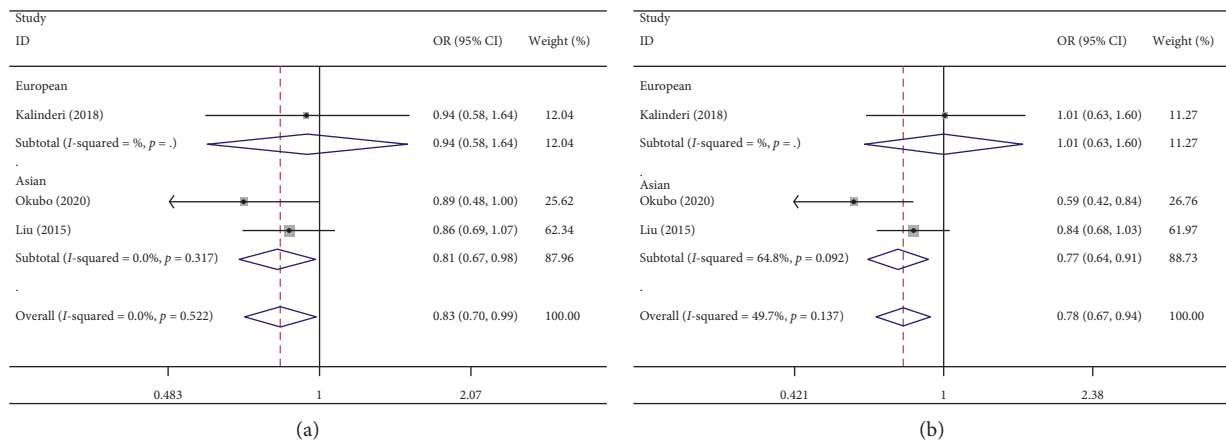 Study
ID OR (95% CI) Weight (%)
European
Kalinderi (2018) 0.94 (0.58, 1.64) 12.04
Subtotal (I-squared = %, p = .) 0.94 (0.58, 1.64) 12.04
.
Asian
Okubo (2020) 0.89 (0.48, 1.00) 25.62
Liu (2015) 0.86 (0.69, 1.07) 62.34
Subtotal (I-squared = 0.0%, p = 0.317) 0.81 (0.67, 0.98) 87.96
.
Overall (I-squared = 0.0%, p = 0.522) 0.83 (0.70, 0.99) 100.00
0.483 1 2.07
(a)
Study
ID OR (95% CI) Weight (%)
European
Kalinderi (2018) 1.01 (0.63, 1.60) 11.27
Subtotal (I-squared = %, p = .) 1.01 (0.63, 1.60) 11.27
.
Asian
Okubo (2020) 0.59 (0.42, 0.84) 26.76
Liu (2015) 0.84 (0.68, 1.03) 61.97
Subtotal (I-squared = 64.8%, p = 0.092) 0.77 (0.64, 0.91) 88.73
.
Overall (I-squared = 49.7%, p = 0.137) 0.78 (0.67, 0.94) 100.00
0.421 1 2.38
(b)